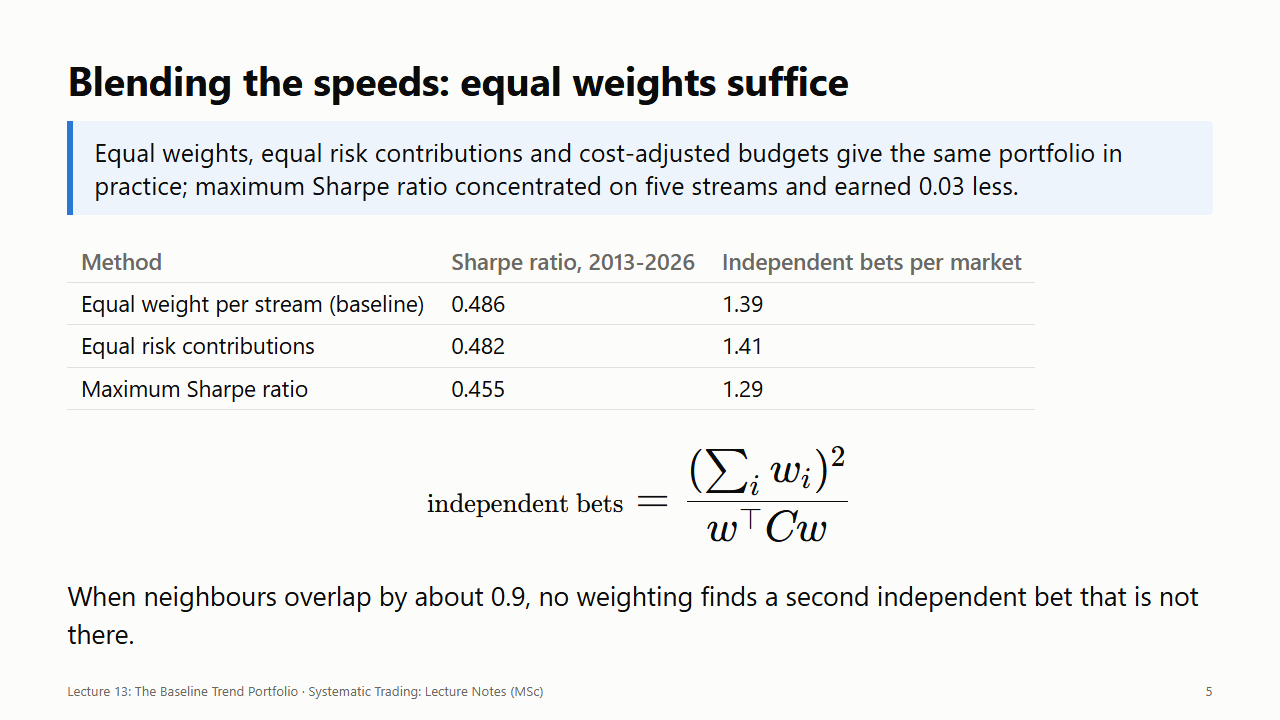 Blending the speeds: equal weights suffice
Equal weights, equal risk contributions and cost-adjusted budgets give the same portfolio in
practice; maximum Sharpe ratio concentrated on five streams and earned 0.03 less.
Method Sharpe ratio, 2013-2026 Independent bets per market
Equal weight per stream (baseline) 0.486 1.39
Equal risk contributions 0.482 1.41
Maximum Sharpe ratio 0.455 1.29
independent bets = (∑_i w_i)^2 / w^⊤ C w
When neighbours overlap by about 0.9, no weighting finds a second independent bet that is not
there.
Lecture 13: The Baseline Trend Portfolio · Systematic Trading: Lecture Notes (MSc) 5